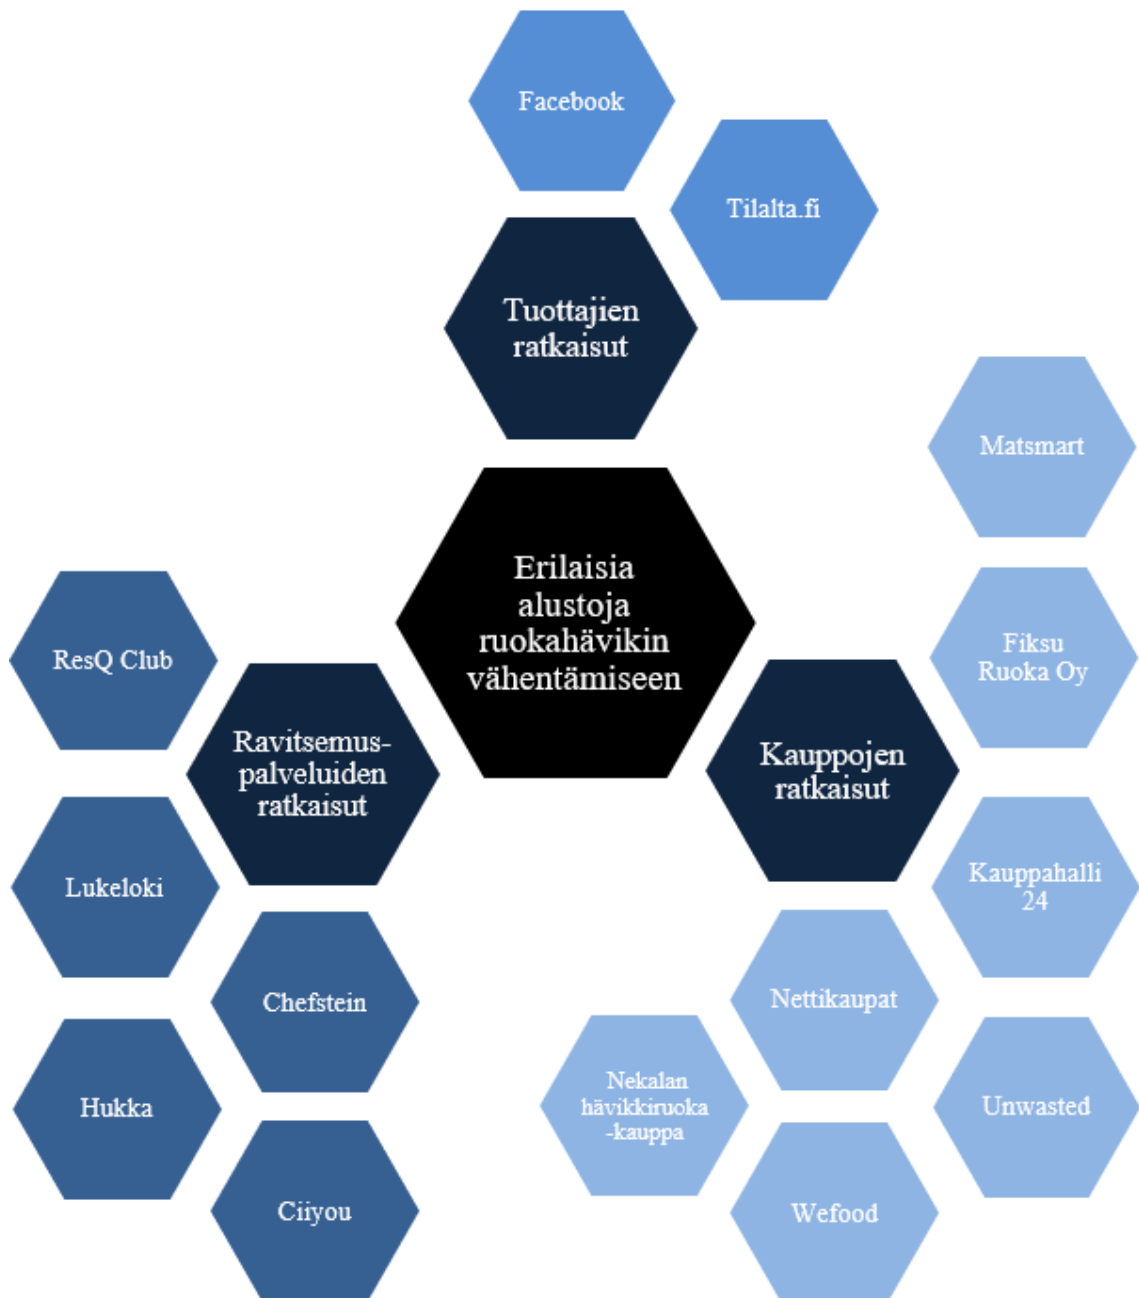 Facebook
Tilalta.fi
Tuottajien
ratkaisut
Matsmart
Erilaisia
alustoja
ruokahävikin
vähentämiseen
Fiksu
Ruoka Oy
ResQ Club
Ravitsemus-
palveluiden
ratkaisut
Kauppojen
ratkaisut
Kauppahalli
24
Lukeloki
Chefstein
Nettikaupat
Hukka
Nekalan
hävikkiruoka
-kauppa
Unwasted
Ciiyou
Wefood